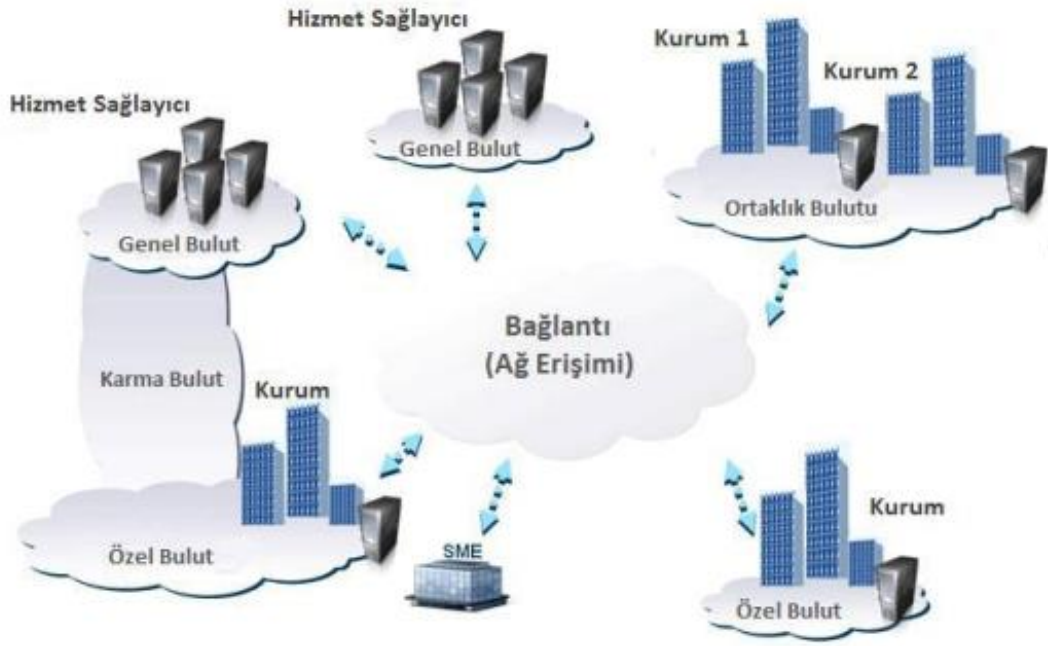 Hizmet Sağlayıcı
Genel Bulut
Hizmet Sağlayıcı
Genel Bulut
Kurum 1
Kurum 2
Ortaklık Bulutu
Bağlantı
(Ağ Erişimi)
Karma Bulut
Kurum
Özel Bulut
SME
Kurum
Özel Bulut